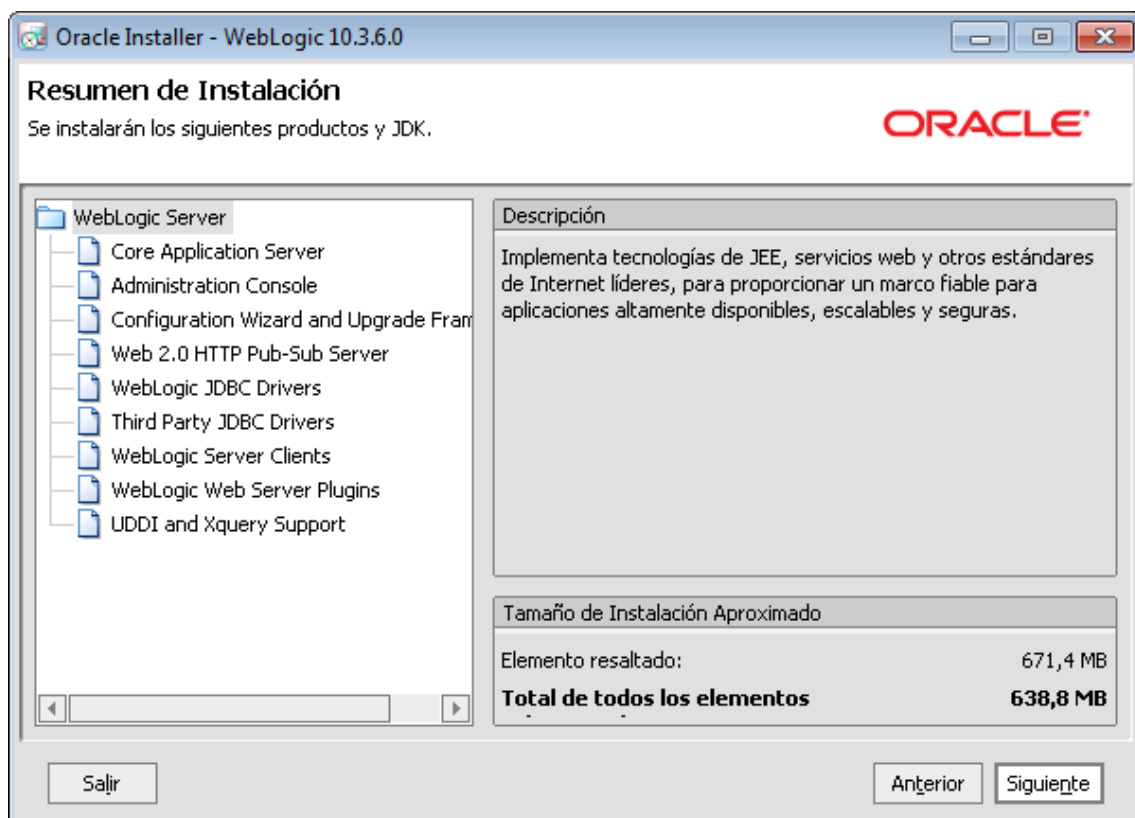 Oracle Installer - WebLogic 10.3.6.0
Resumen de Instalación
Se instalarán los siguientes productos y JDK.
ORACLE
WebLogic Server
Core Application Server
Administration Console
Configuration Wizard and Upgrade
Web 2.0 HTTP Pub-Sub Server
WebLogic JDBC Drivers
Third Party JDBC Drivers
WebLogic Server Clients
WebLogic Web Server Plugins
UDDI and Xquery Support
Descripción
Implementa tecnologías de JEE, servicios web y otros estándares
de Internet líderes, para proporcionar un marco fiable para
aplicaciones altamente disponibles, escalables y seguras.
Tamaño de Instalación Aproximado
Elemento resaltado: 671,4 MB
Total de todos los elementos 638,8 MB
Salir
Anterior
Siguiente